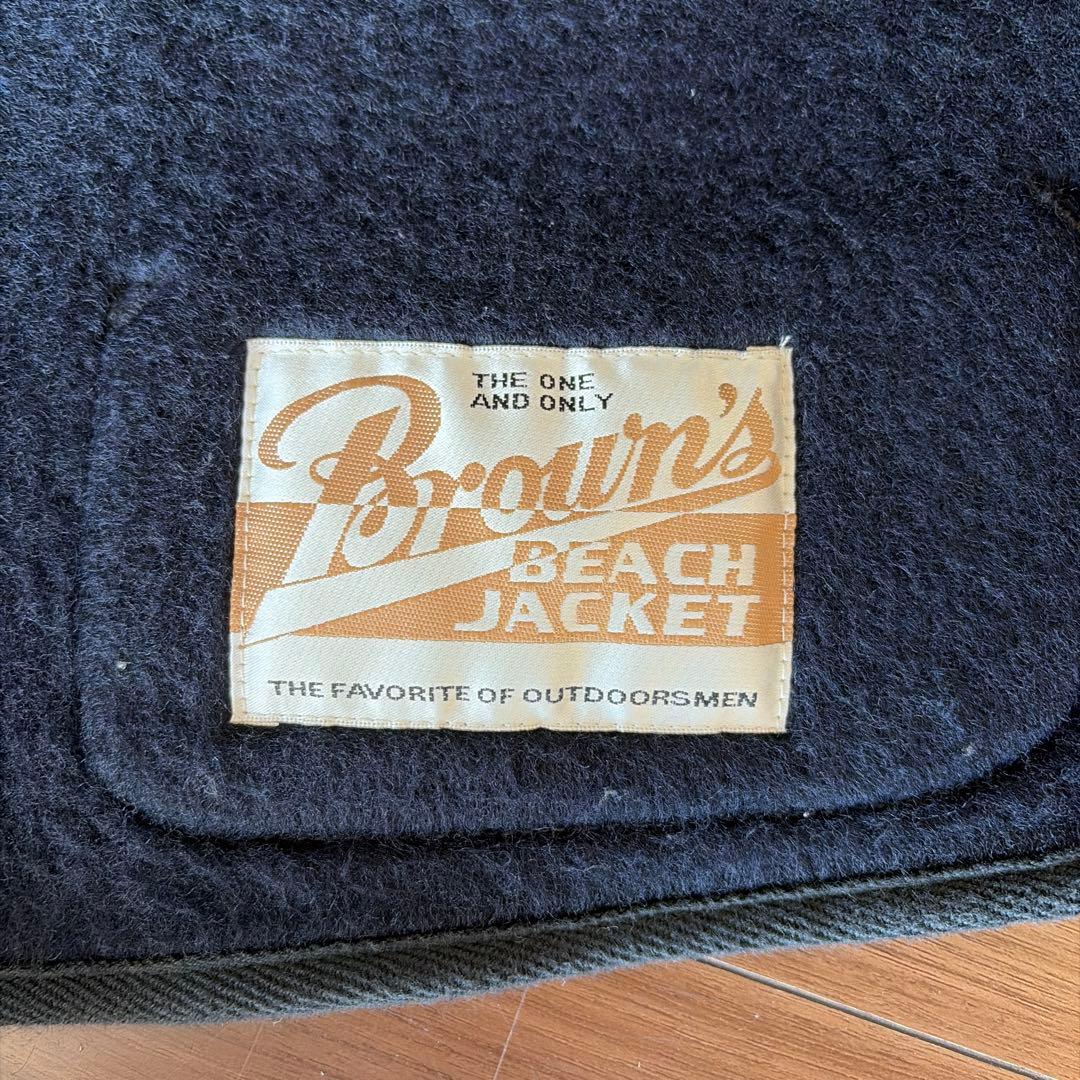 THE ONE
AND ONLY
Brown's
BEACH
JACKET
THE FAVORITE OF OUTDOORSMEN